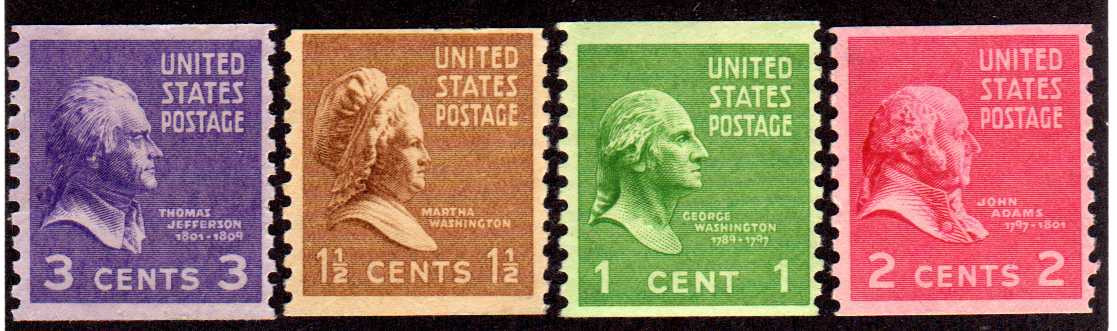 UNITED
STATES
POSTAGE
THOMAS
JEFFERSON
1801-1809
3 CENTS 3
UNITED
STATES
POSTAGE
MARTHA
WASHINGTON
1½ CENTS 1½
UNITED
STATES
POSTAGE
GEORGE
WASHINGTON
1789-1797
1 CENT 1
UNITED
STATES
POSTAGE
JOHN
ADAMS
1797-1801
2 CENTS 2